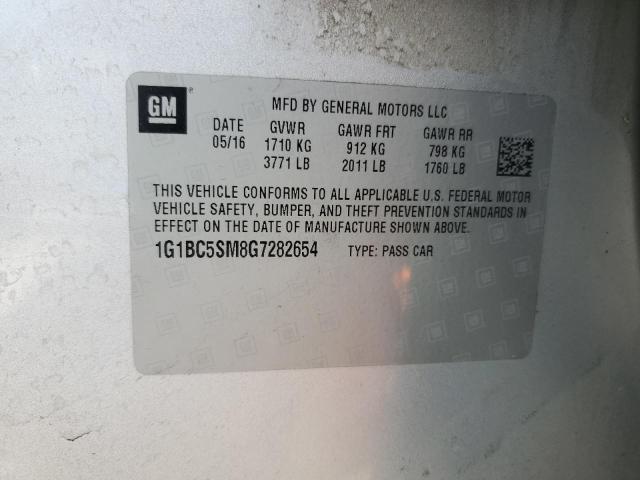 GM
MFD BY GENERAL MOTORS LLC
DATE GVWR GAWR FRT GAWR RR
05/16 1710 KG 912 KG 798 KG
3771 LB 2011 LB 1760 LB
THIS VEHICLE CONFORMS TO ALL APPLICABLE U.S. FEDERAL MOTOR
VEHICLE SAFETY, BUMPER, AND THEFT PREVENTION STANDARDS IN
EFFECT ON THE DATE OF MANUFACTURE SHOWN ABOVE.
1G1BC5SM8G7282654 TYPE: PASS CAR